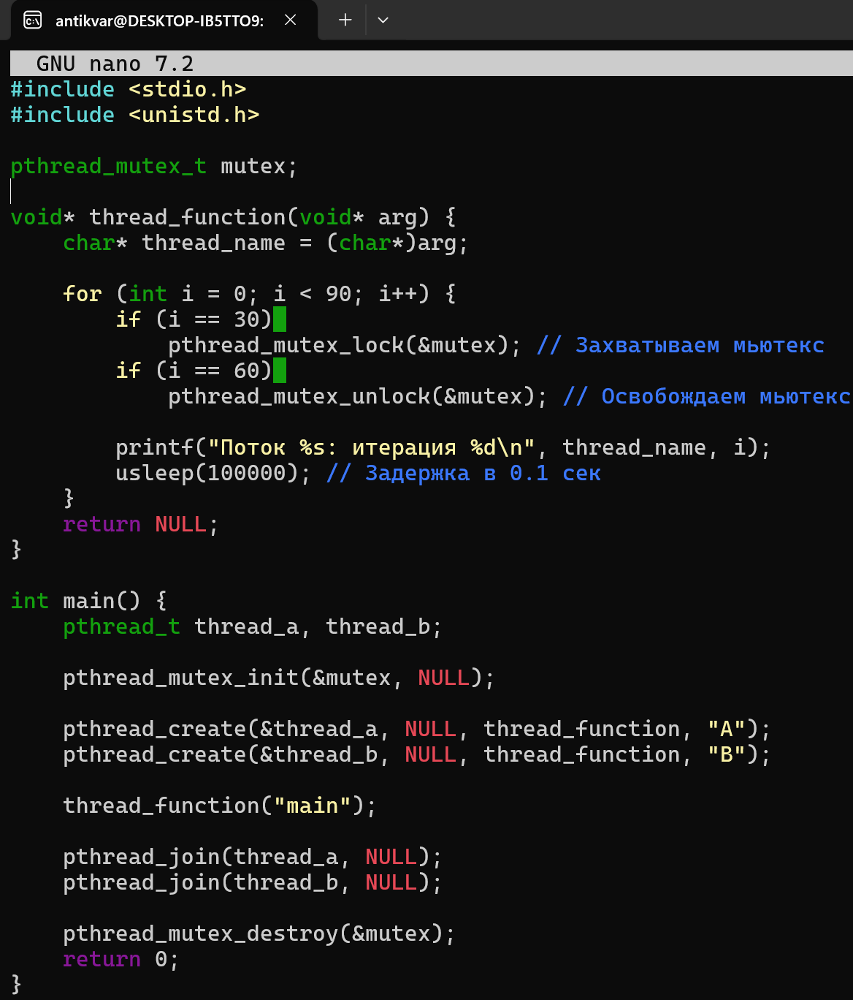 antikvar@DESKTOP-IB5TTO9:
GNU nano 7.2
#include <stdio.h>
#include <unistd.h>
pthread_mutex_t mutex;
void* thread_function(void* arg) {
    char* thread_name = (char*)arg;
    for (int i = 0; i < 90; i++) {
        if (i == 30)
            pthread_mutex_lock(&mutex); // Захватываем мьютекс
        if (i == 60)
            pthread_mutex_unlock(&mutex); // Освобождаем мьютекс
        printf("Поток %s: итерация %d\n", thread_name, i);
        usleep(100000); // Задержка в 0.1 сек
    }
    return NULL;
}
int main() {
    pthread_t thread_a, thread_b;
    pthread_mutex_init(&mutex, NULL);
    pthread_create(&thread_a, NULL, thread_function, "A");
    pthread_create(&thread_b, NULL, thread_function, "B");
    thread_function("main");
    pthread_join(thread_a, NULL);
    pthread_join(thread_b, NULL);
    pthread_mutex_destroy(&mutex);
    return 0;
}